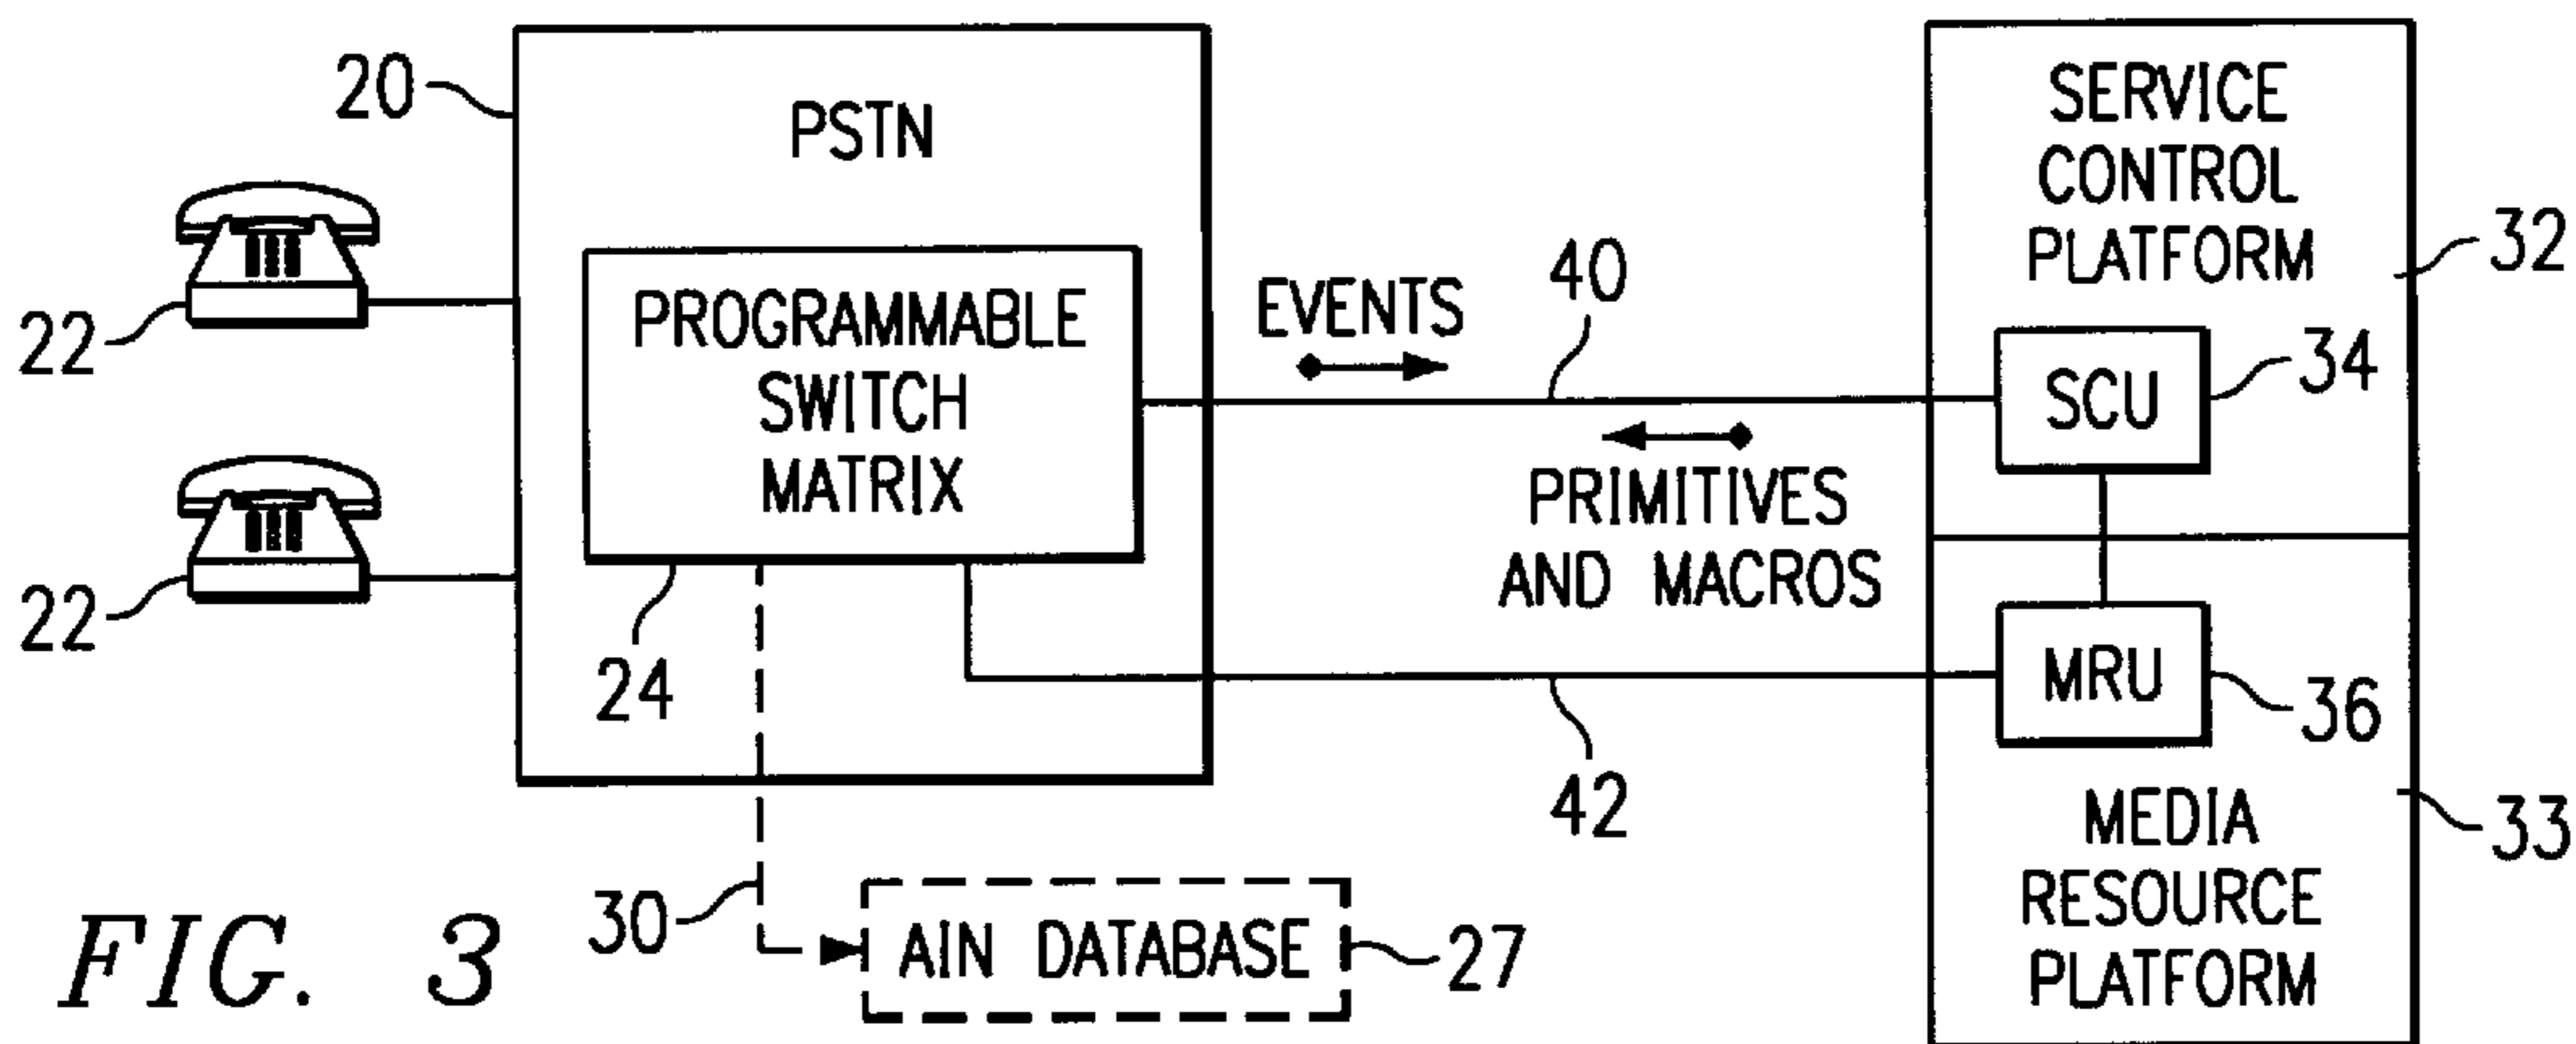 20
PSTN
SERVICE
CONTROL
PLATFORM
32
22
PROGRAMMABLE
SWITCH
MATRIX
EVENTS
40
SCU
34
PRIMITIVES
AND MACROS
22
24
MRU
36
42
MEDIA
RESOURCE
PLATFORM
33
30
AIN DATABASE
27
FIG. 3